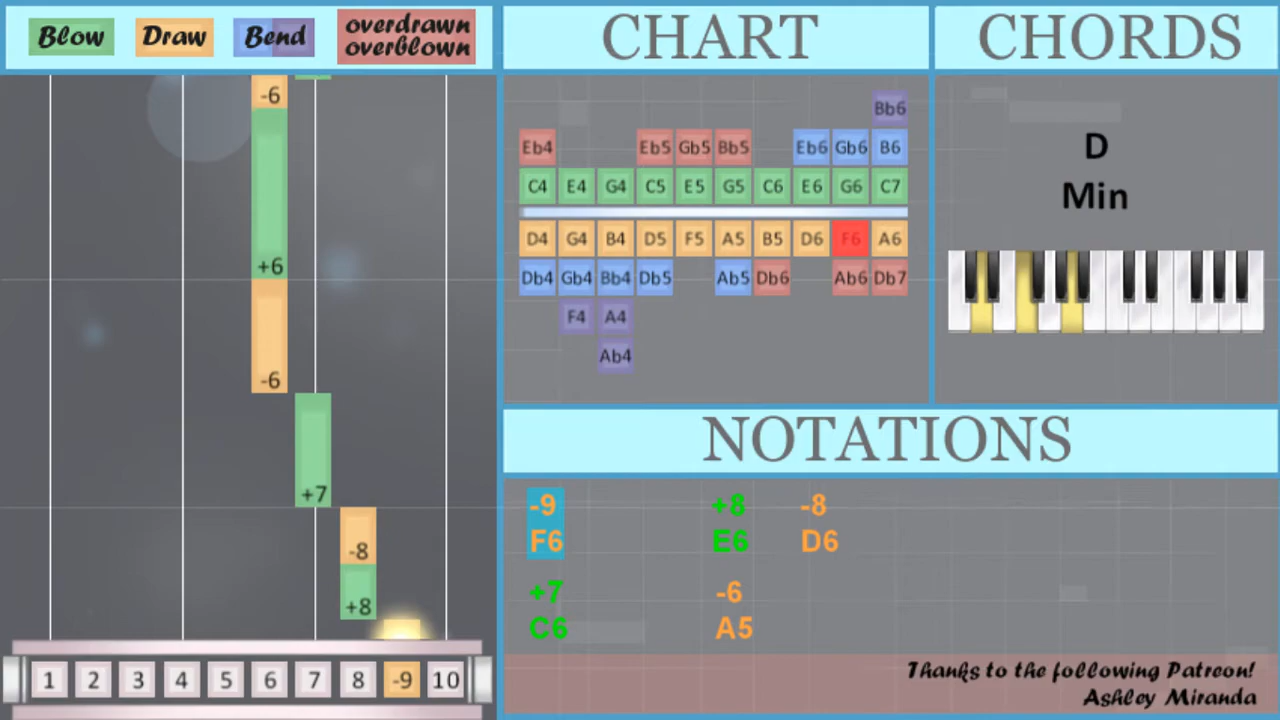 Blow Draw Bend overdrawn
overblown
CHART
CHORDS
-6
+6
-6
+7
-8
+8
1 2 3 4 5 6 7 8 -9 10
Bb6
Eb4 Eb5 Gb5 Bb5 Eb6 Gb6 B6
C4 E4 G4 C5 E5 G5 C6 E6 G6 C7
D4 G4 B4 D5 F5 A5 B5 D6 F6 A6
Db4 Gb4 Bb4 Db5 Ab5 Db6 Ab6 Db7
F4 A4
Ab4
D
Min
NOTATIONS
-9 +8 -8
F6 E6 D6
+7 -6
C6 A5
Thanks to the following Patreon!
Ashley Miranda